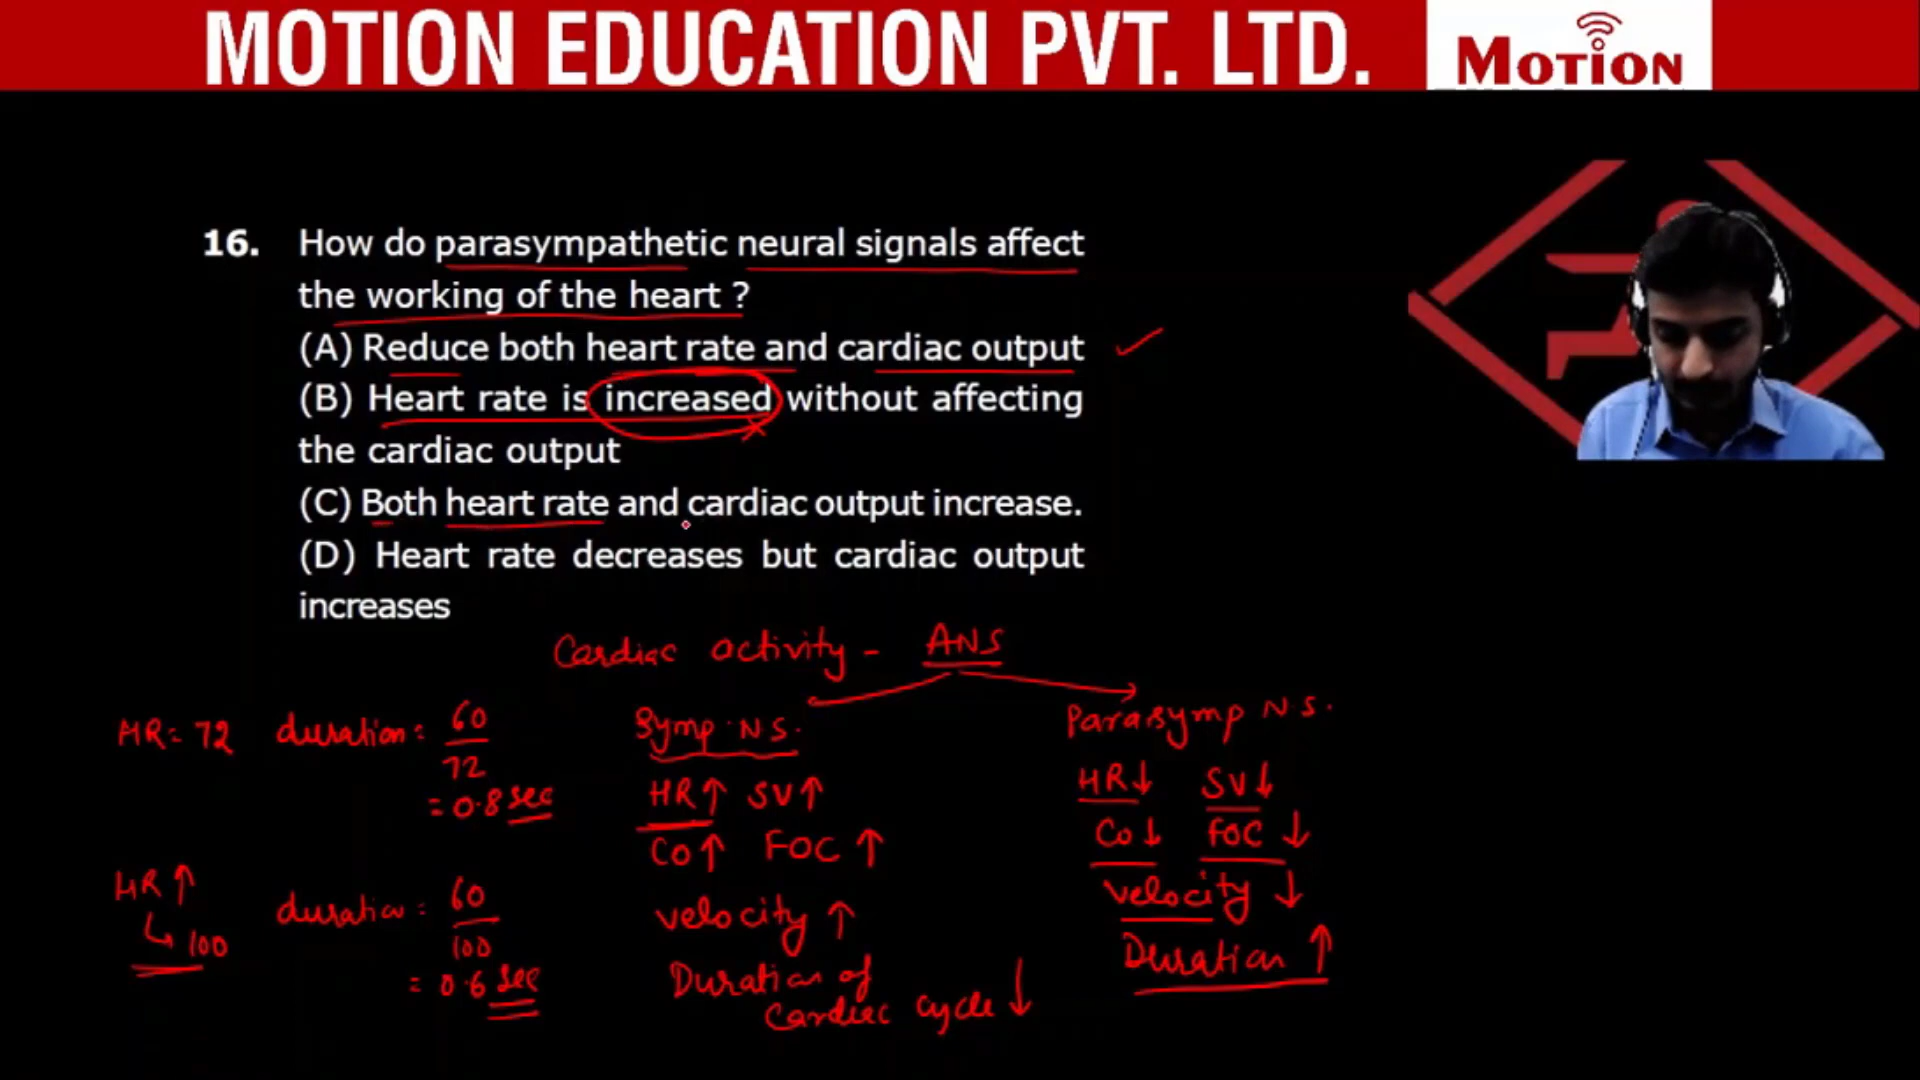 MOTION EDUCATION PVT. LTD.
MOTION
16. How do parasympathetic neural signals affect
the working of the heart ?
(A) Reduce both heart rate and cardiac output
(B) Heart rate is increased without affecting
the cardiac output
(C) Both heart rate and cardiac output increase.
(D) Heart rate decreases but cardiac output
increases
Cardiac activity - ANS
HR = 72 duration = 60
72
= 0.8 sec
HR ↑
↳ 100
duration = 60
100
= 0.6 sec
Symp. N.S.
HR ↑ SV ↑
CO ↑ FOC ↑
velocity ↑
Duration of
cardiac cycle ↓
Parasymp N.S.
HR ↓ SV ↓
CO ↓ FOC ↓
velocity ↓
Duration ↑